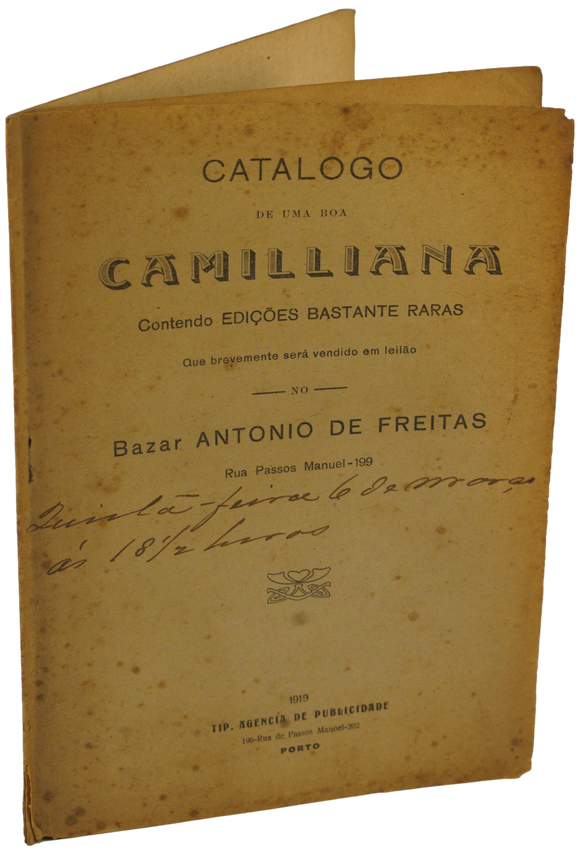 CATALOGO
DE UMA BOA
CAMILLIANA
Contendo EDIÇÕES BASTANTE RARAS
Que brevemente será vendido em leilão
NO
Bazar ANTONIO DE FREITAS
Rua Passos Manuel-199
Quinta-feira 6 de março
ás 18 1/2 horas
1919
TIP. AGENCIA DE PUBLICIDADE
196-Rua de Passos Manuel-202
PORTO